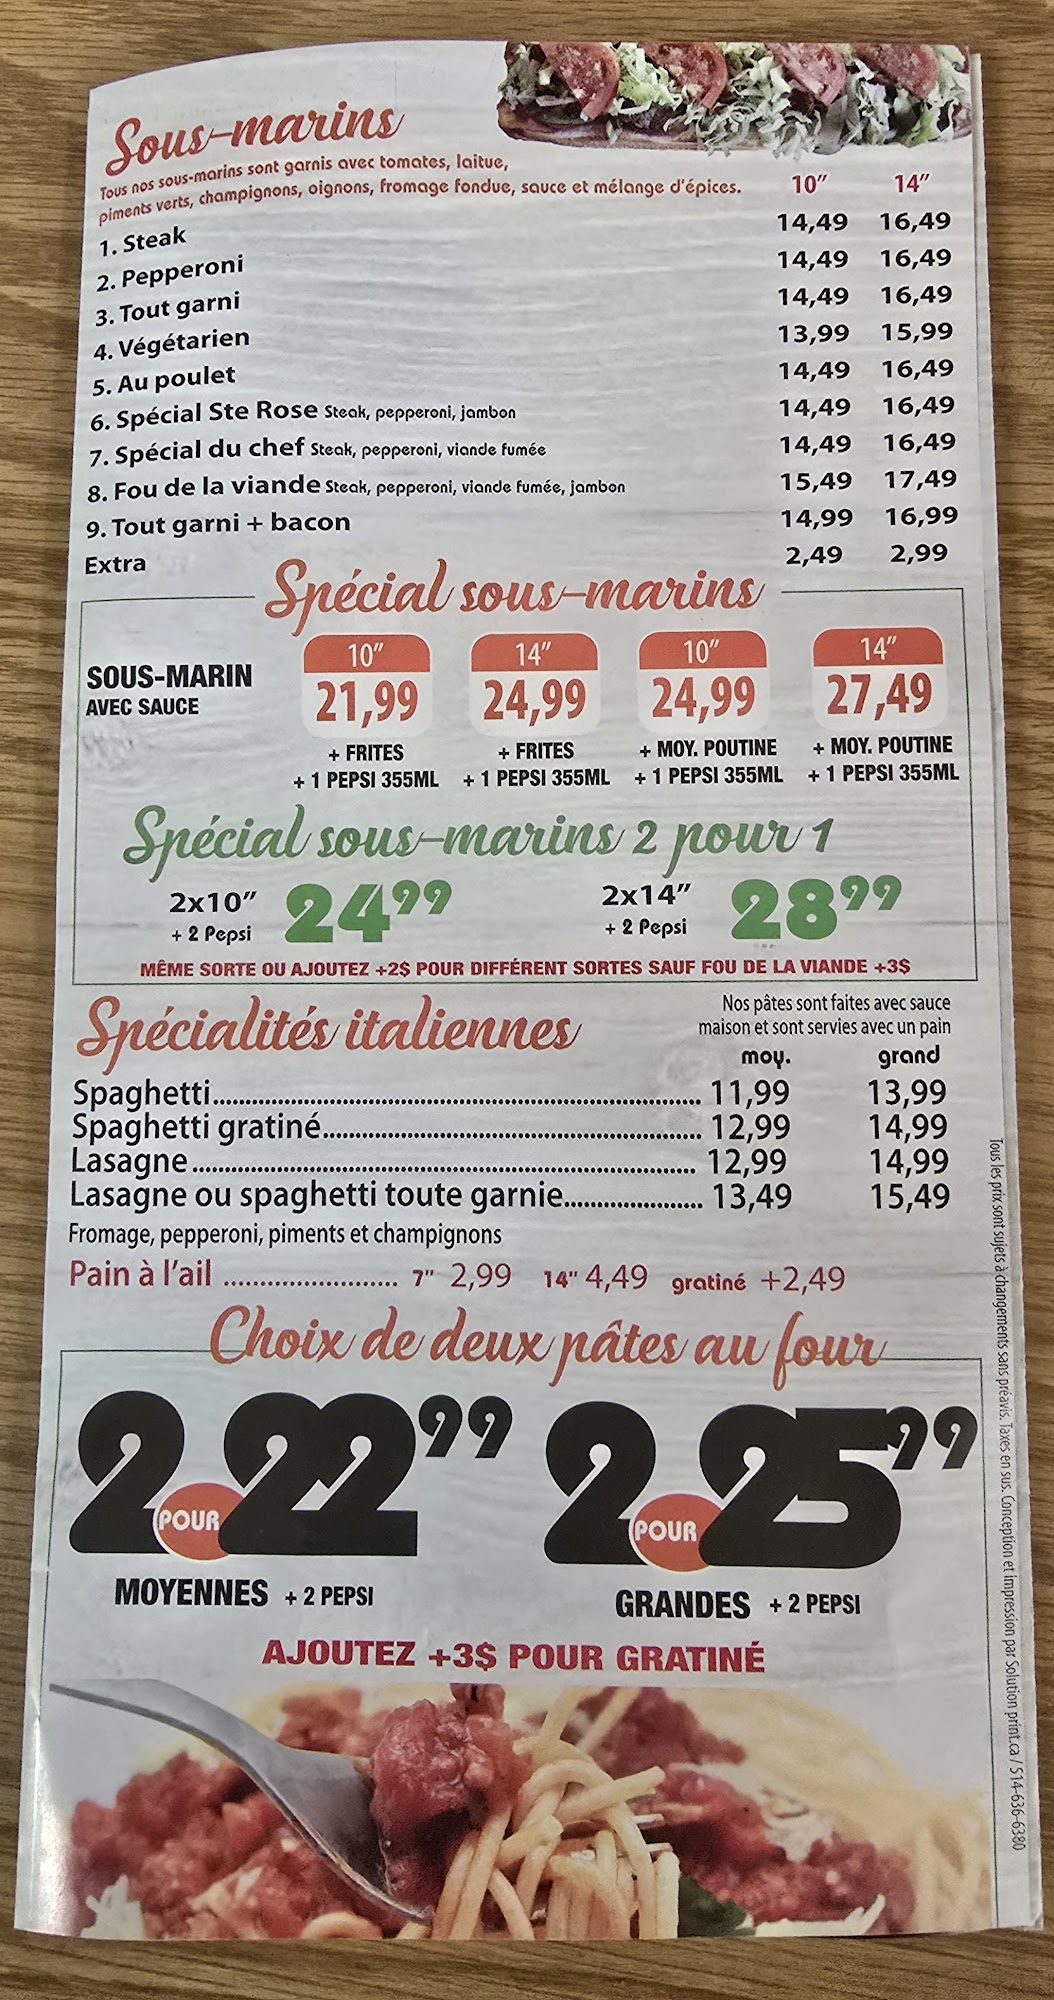 Sous-marins
Tous nos sous-marins sont garnis avec tomates, laitue,
piments verts, champignons, oignons, fromage fondue, sauce et mélange d'épices.
10" 14"
1. Steak 14,49 16,49
2. Pepperoni 14,49 16,49
3. Tout garni 14,49 16,49
4. Végétarien 13,99 15,99
5. Au poulet 14,49 16,49
6. Spécial Ste Rose Steak, pepperoni, jambon 14,49 16,49
7. Spécial du chef Steak, pepperoni, viande fumée 14,49 16,49
8. Fou de la viande Steak, pepperoni, viande fumée, jambon 15,49 17,49
9. Tout garni + bacon 14,99 16,99
Extra 2,49 2,99
Spécial sous-marins
SOUS-MARIN
AVEC SAUCE
10" 14" 10" 14"
21,99 24,99 24,99 27,49
+ FRITES + FRITES + MOY. POUTINE + MOY. POUTINE
+ 1 PEPSI 355ML + 1 PEPSI 355ML + 1 PEPSI 355ML + 1 PEPSI 355ML
Spécial sous-marins 2 pour 1
2x10" 2499 2x14" 2899
+ 2 Pepsi + 2 Pepsi
MÊME SORTE OU AJOUTEZ +2$ POUR DIFFÉRENT SORTES SAUF FOU DE LA VIANDE +3$
Spécialités italiennes
Nos pâtes sont faites avec sauce
maison et sont servies avec un pain
moy. grand
Spaghetti................ 11,99 13,99
Spaghetti gratiné................ 12,99 14,99
Lasagne................ 12,99 14,99
Lasagne ou spaghetti toute garnie................ 13,49 15,49
Fromage, pepperoni, piments et champignons
Pain à l'ail ................ 7" 2,99 14" 4,49 gratiné +2,49
Choix de deux pâtes au four
2 POUR 22 99 2 POUR 25 99
MOYENNES + 2 PEPSI GRANDES + 2 PEPSI
AJOUTEZ +3$ POUR GRATINÉ
Tous les prix sont sujets à changements sans préavis. Taxes en sus. Conception et impression par Solution print.ca / 514-636-6380